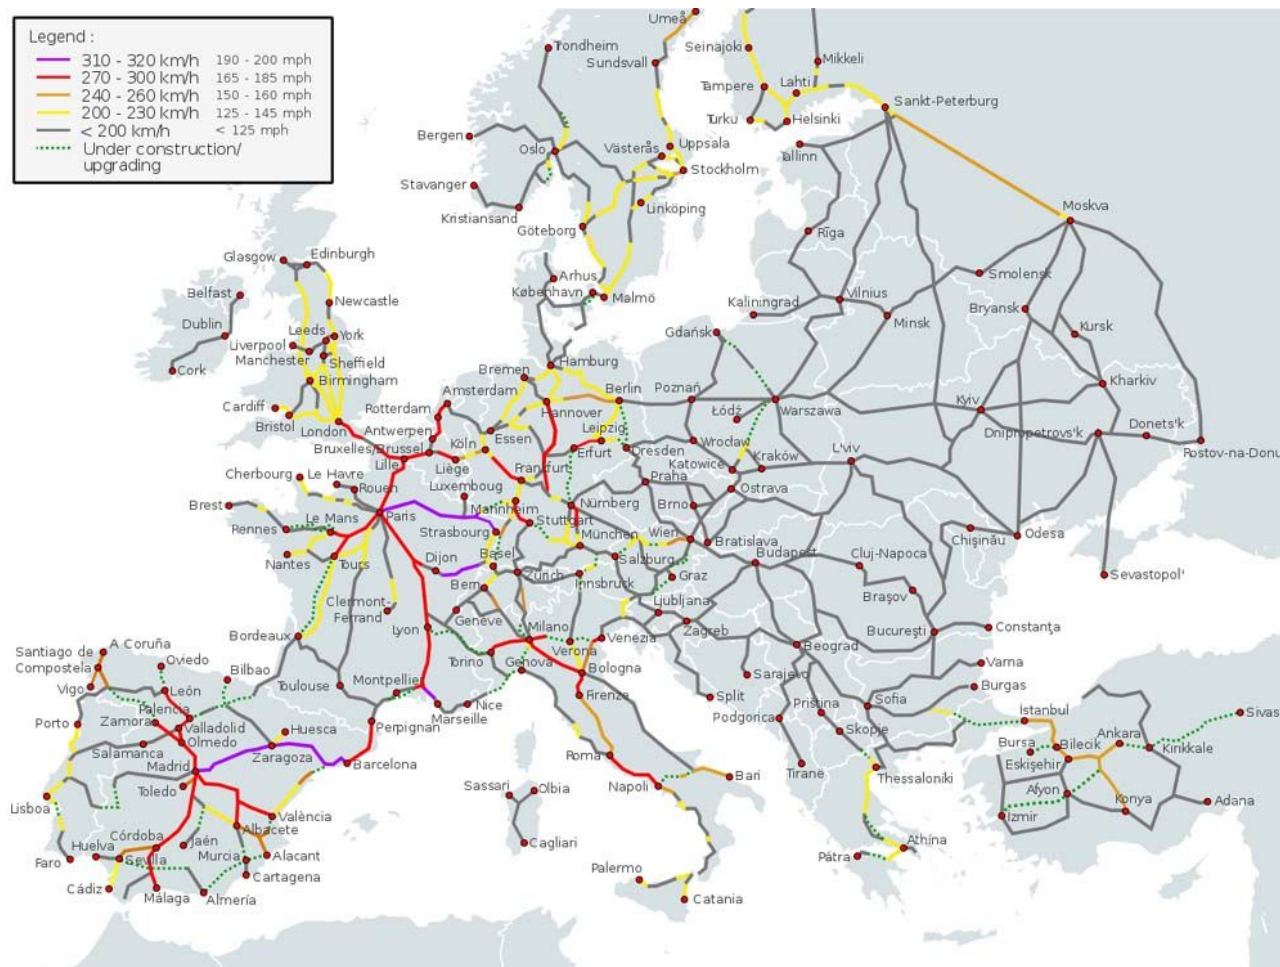 Legend :
310 - 320 km/h 190 - 200 mph
270 - 300 km/h 165 - 185 mph
240 - 260 km/h 150 - 160 mph
200 - 230 km/h 125 - 145 mph
< 200 km/h < 125 mph
Under construction/
upgrading
Umeå
Trondheim
Sundsvall
Seinajoki
Mikkeli
Tampere
Lahti
Sankt-Peterburg
Turku
Helsinki
Bergen
Oslo
Västerås
Uppsala
Tallinn
Stockholm
Stavanger
Kristiansand
Linköping
Göteborg
Moskva
Rīga
Glasgow
Edinburgh
Smolensk
Arhus
København
Malmö
Belfast
Newcastle
Kaliningrad
Vilnius
Minsk
Bryansk
Dublin
Leeds
York
Liverpool
Manchester
Sheffield
Gdańsk
Kursk
Cork
Birmingham
Hamburg
Bremen
Amsterdam
Berlin
Poznań
Kharkiv
Cardiff
Bristol
London
Rotterdam
Hannover
Łódź
Warszawa
Kyiv
Antwerpen
Köln
Essen
Leipzig
Dnipropetrovs'k
Donets'k
Rostov-na-Donu
Bruxelles/Brussel
Lille
Liège
Erfurt
Dresden
Wrocław
Katowice
Kraków
L'viv
Cherbourg
Le Havre
Rouen
Luxemboug
Frankfurt
Praha
Ostrava
Brest
Rennes
Le Mans
Paris
Mannheim
Nürnberg
Brno
Strasbourg
Stuttgart
Wien
Bratislava
Chişinău
Odesa
Nantes
Tours
Dijon
Basel
München
Salzburg
Budapest
Cluj-Napoca
Bern
Zürich
Innsbruck
Graz
Sevastopol'
Clermont-
Ferrand
Genève
Ljubljana
Braşov
Bordeaux
Lyon
Milano
Venezia
Zagreb
Beograd
Bucureşti
Constanţa
A Coruña
Santiago de
Compostela
Oviedo
Bilbao
Torino
Genova
Verona
Bologna
Varna
Vigo
León
Toulouse
Montpellier
Marseille
Nice
Firenze
Sarajevo
Split
Sofia
Burgas
Porto
Palencia
Zamora
Valladolid
Olmedo
Huesca
Perpignan
Podgorica
Priština
Skopje
İstanbul
Ankara
Sivas
Salamanca
Madrid
Zaragoza
Barcelona
Roma
Tiranë
Thessaloníki
Bursa
Bilecik
Eskişehir
Kırıkkale
Toledo
Sassari
Olbia
Napoli
Bari
Afyon
Konya
Adana
Lisboa
València
Albacete
İzmir
Córdoba
Jaén
Cagliari
Athína
Faro
Huelva
Sevilla
Murcia
Alacant
Pátra
Cádiz
Málaga
Almería
Cartagena
Palermo
Catania